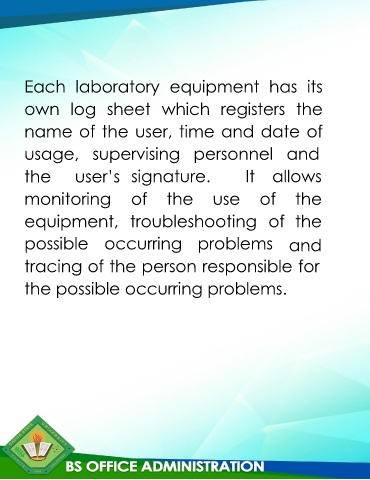 Each laboratory equipment has its
own log sheet which registers the
name of the user, time and date of
usage, supervising personnel and
the user's signature. It allows
monitoring of the use of the
equipment, troubleshooting of the
possible occurring problems and
tracing of the person responsible for
the possible occurring problems.
BS OFFICE ADMINISTRATION